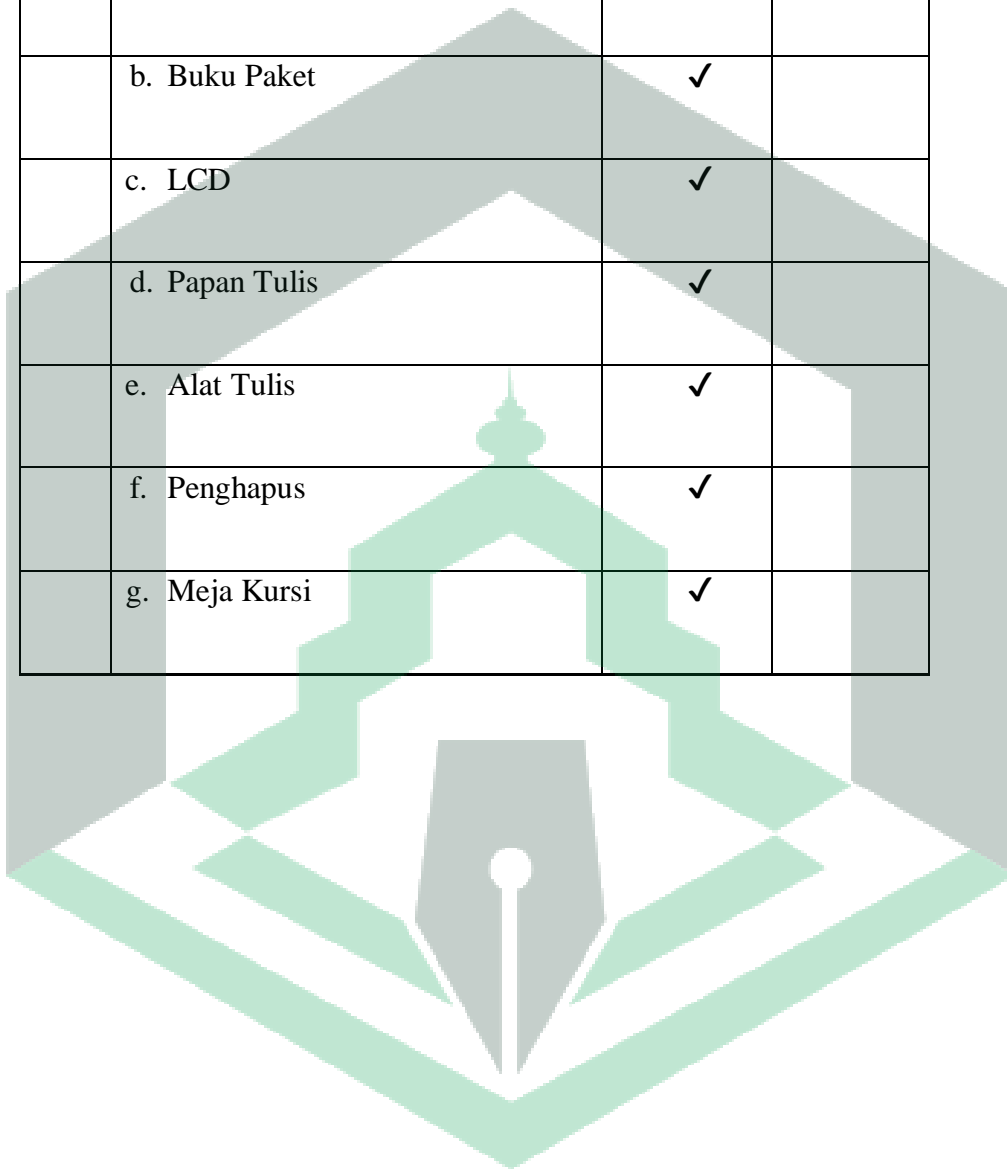 b. Buku Paket ✓
c. LCD ✓
d. Papan Tulis ✓
e. Alat Tulis ✓
f. Penghapus ✓
g. Meja Kursi ✓